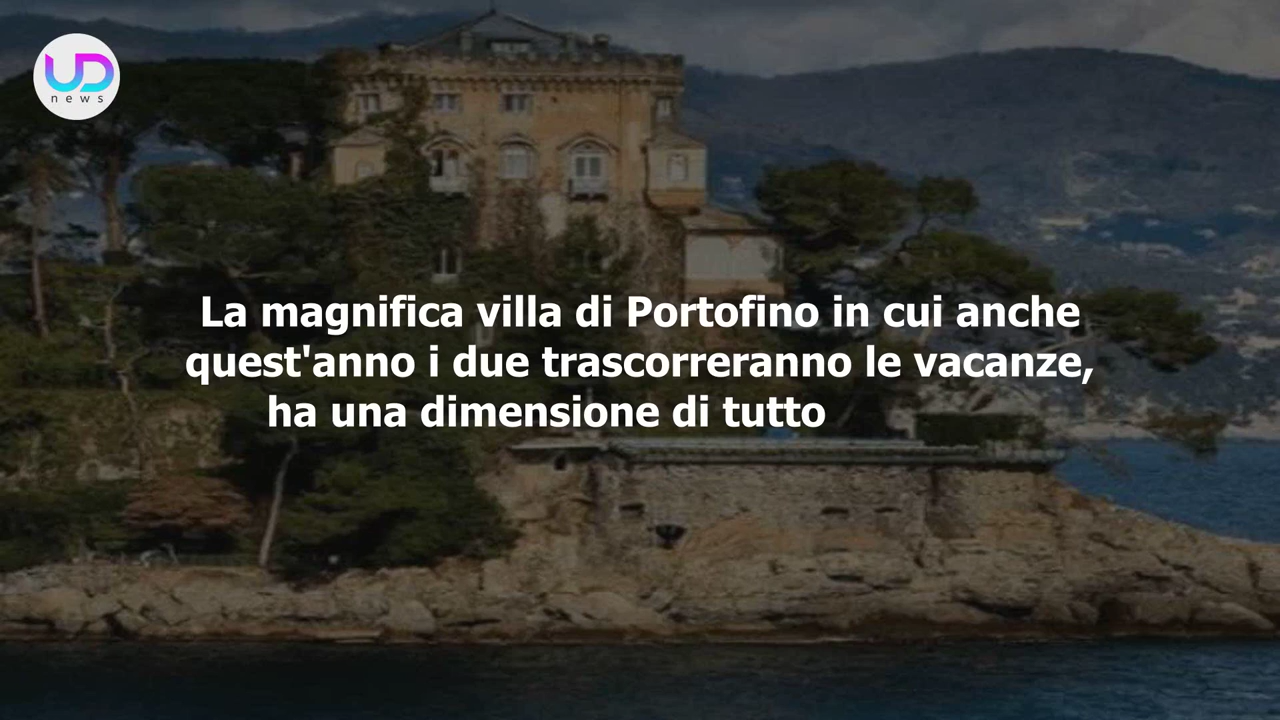 UD
news
La magnifica villa di Portofino in cui anche
quest'anno i due trascorreranno le vacanze,
ha una dimensione di tutto